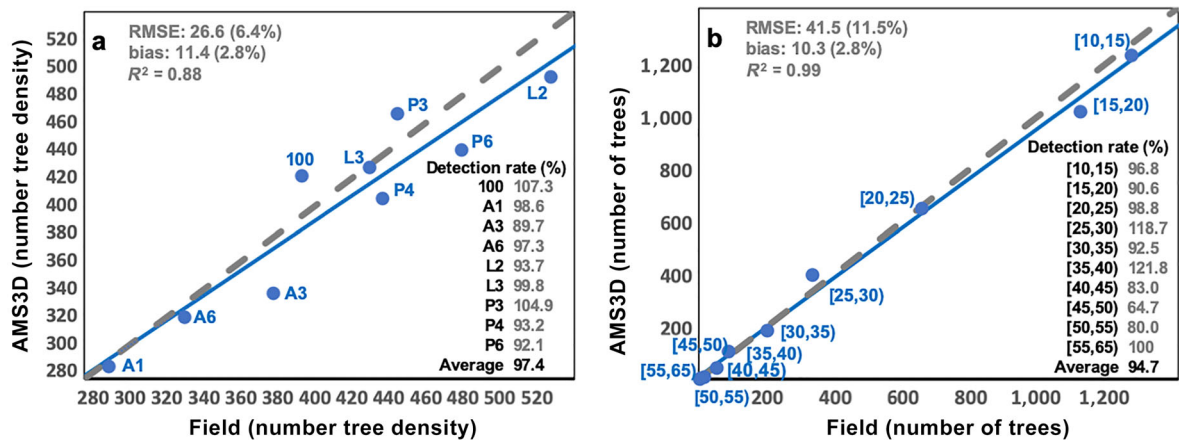 a
RMSE: 26.6 (6.4%)
bias: 11.4 (2.8%)
R² = 0.88
AMS3D (number tree density)
520
500
480
460
440
420
400
380
360
340
320
300
280
L2
P3
P6
100
L3
P4
A3
A6
A1
Detection rate (%)
100 107.3
A1 98.6
A3 89.7
A6 97.3
L2 93.7
L3 99.8
P3 104.9
P4 93.2
P6 92.1
Average 97.4
280 300 320 340 360 380 400 420 440 460 480 500 520
Field (number tree density)
b
RMSE: 41.5 (11.5%)
bias: 10.3 (2.8%)
R² = 0.99
AMS3D (number of trees)
1,200
1,000
800
600
400
200
[10,15)
[15,20)
[20,25)
[25,30)
[30,35)
[45,50)
[35,40)
[55,65)
[40,45)
[50,55)
Detection rate (%)
[10,15) 96.8
[15,20) 90.6
[20,25) 98.8
[25,30) 118.7
[30,35) 92.5
[35,40) 121.8
[40,45) 83.0
[45,50) 64.7
[50,55) 80.0
[55,65) 100
Average 94.7
200 400 600 800 1,000 1,200
Field (number of trees)